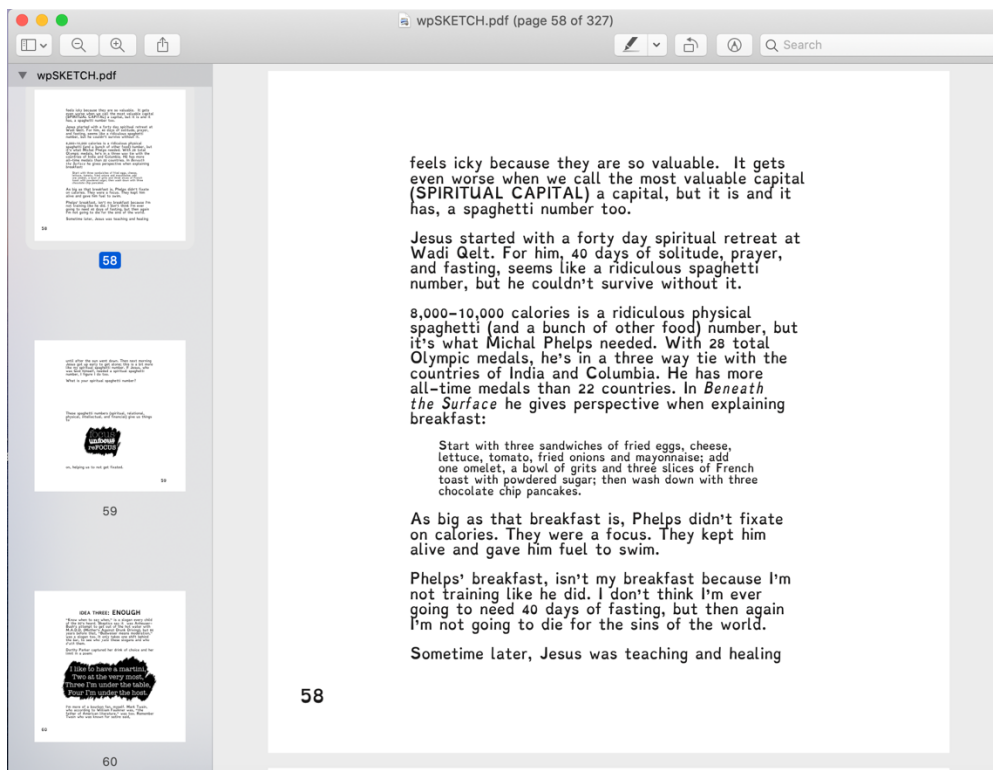 wpSKETCH.pdf (page 58 of 327)
Search
wpSKETCH.pdf
58
58
59
59
IDEA THREE: ENOUGH
I like to have a martini,
Two at the very most,
Three I'm under the table,
Four I'm under the host.
60
60
feels icky because they are so valuable.  It gets
even worse when we call the most valuable capital
(SPIRITUAL CAPITAL) a capital, but it is and it
has, a spaghetti number too.
Jesus started with a forty day spiritual retreat at
Wadi Qelt. For him, 40 days of solitude, prayer,
and fasting, seems like a ridiculous spaghetti
number, but he couldn't survive without it.
8,000-10,000 calories is a ridiculous physical
spaghetti (and a bunch of other food) number, but
it's what Michal Phelps needed. With 28 total
Olympic medals, he's in a three way tie with the
countries of India and Columbia. He has more
all-time medals than 22 countries. In Beneath
the Surface he gives perspective when explaining
breakfast:
Start with three sandwiches of fried eggs, cheese,
lettuce, tomato, fried onions and mayonnaise; add
one omelet, a bowl of grits and three slices of French
toast with powdered sugar; then wash down with three
chocolate chip pancakes.
As big as that breakfast is, Phelps didn't fixate
on calories. They were a focus. They kept him
alive and gave him fuel to swim.
Phelps' breakfast, isn't my breakfast because I'm
not training like he did. I don't think I'm ever
going to need 40 days of fasting, but then again
I'm not going to die for the sins of the world.
Sometime later, Jesus was teaching and healing
58